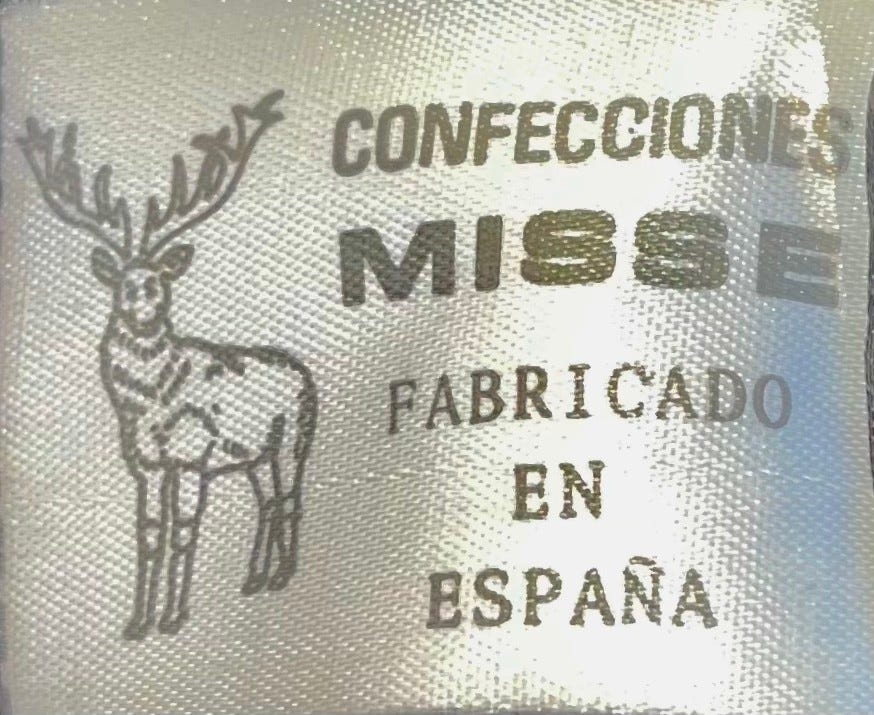 CONFECCIONES
MISSE
FABRICADO
EN
ESPAÑA